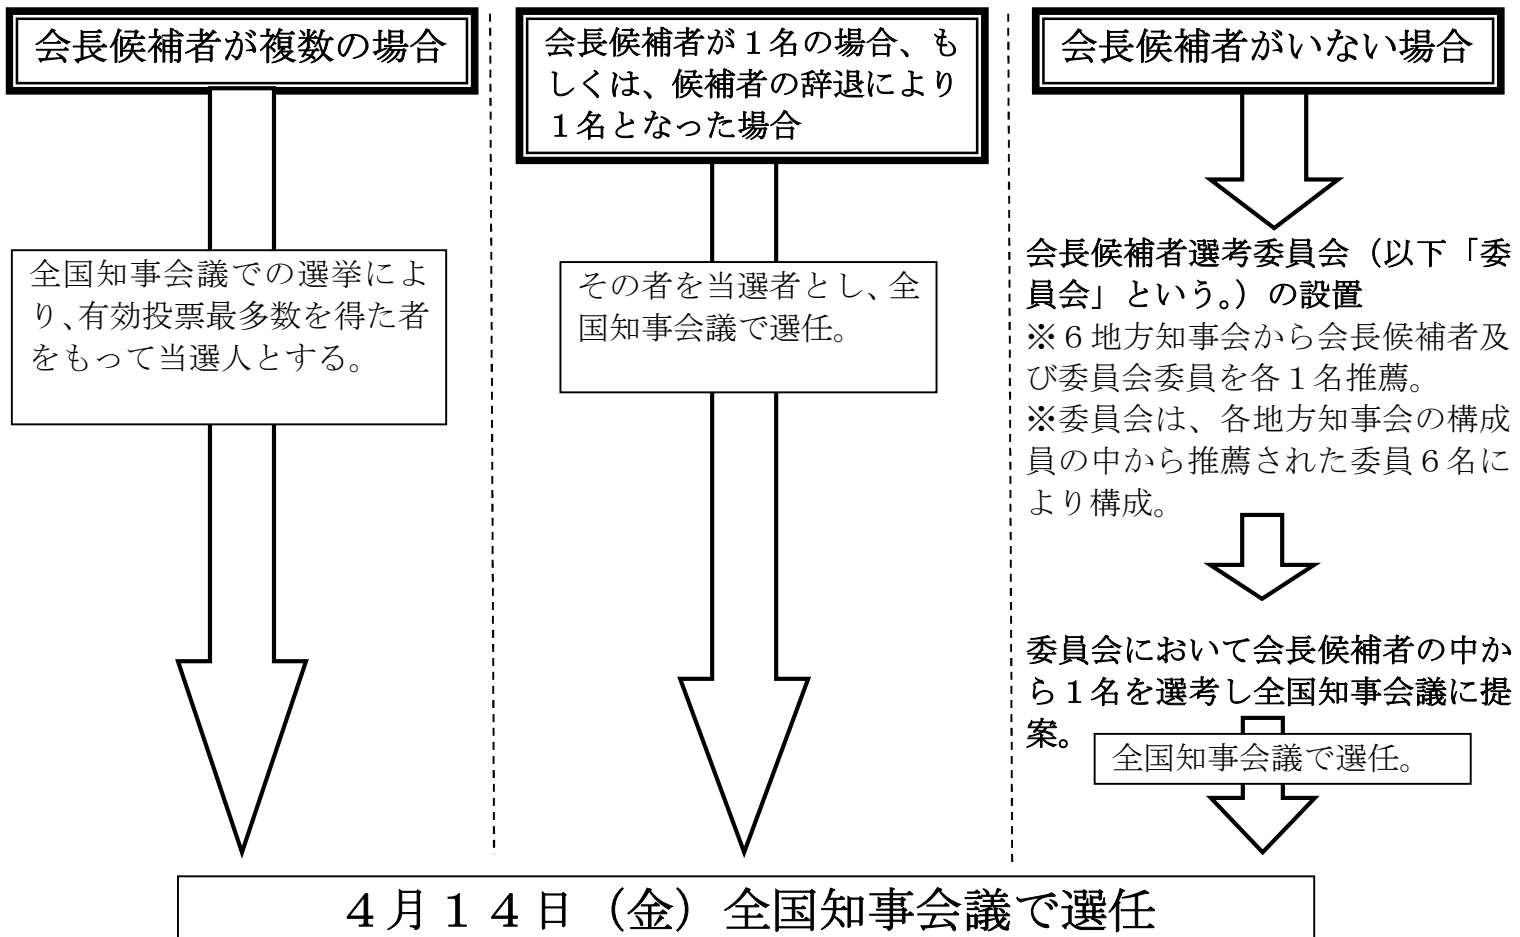 会長候補者が複数の場合
全国知事会議での選挙によ
り、有効投票最多数を得た者
をもって当選人とする。
会長候補者が１名の場合、も
しくは、候補者の辞退により
１名となった場合
その者を当選者とし、全
国知事会議で選任。
会長候補者がいない場合
会長候補者選考委員会（以下「委
員会」という。）の設置
※６地方知事会から会長候補者及
び委員会委員を各１名推薦。
※委員会は、各地方知事会の構成
員の中から推薦された委員６名に
より構成。
委員会において会長候補者の中か
ら１名を選考し全国知事会議に提
案。
全国知事会議で選任。
４月１４日（金）全国知事会議で選任